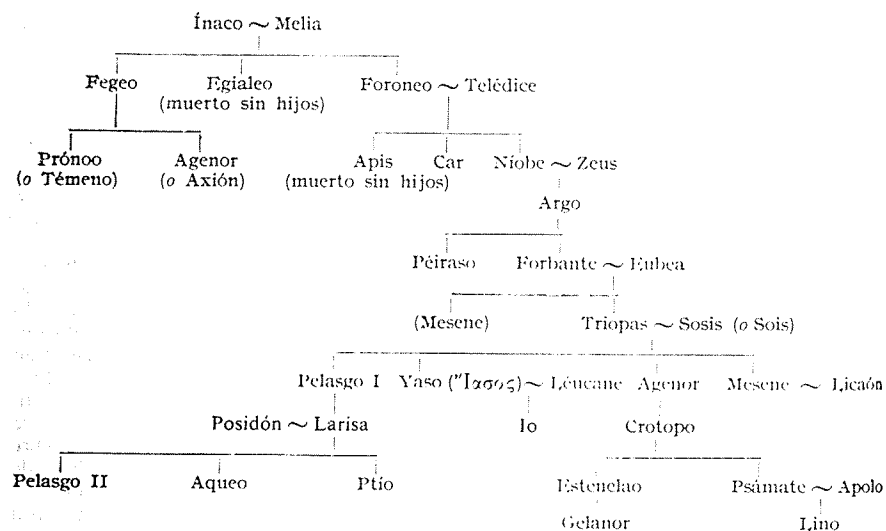 Ínaco ~ Melia
Fegeo Egialeo Foroneo ~ Telédice
(muerto sin hijos)
Prónoo Agenor Apis Car Níobe ~ Zeus
(o Témeno) (o Axión) (muerto sin hijos)
Argo
Péiraso Forbante ~ Eubea
(Mesene) Triopas ~ Sosis (o Sois)
Pelasgo I Yaso (Ἴασος) ~ Léucane Agenor Mesene ~ Licaón
Posidón ~ Larisa Io Crotopo
Pelasgo II Aqueo Ptío Estenelao Psámate ~ Apolo
Gelanor Lino